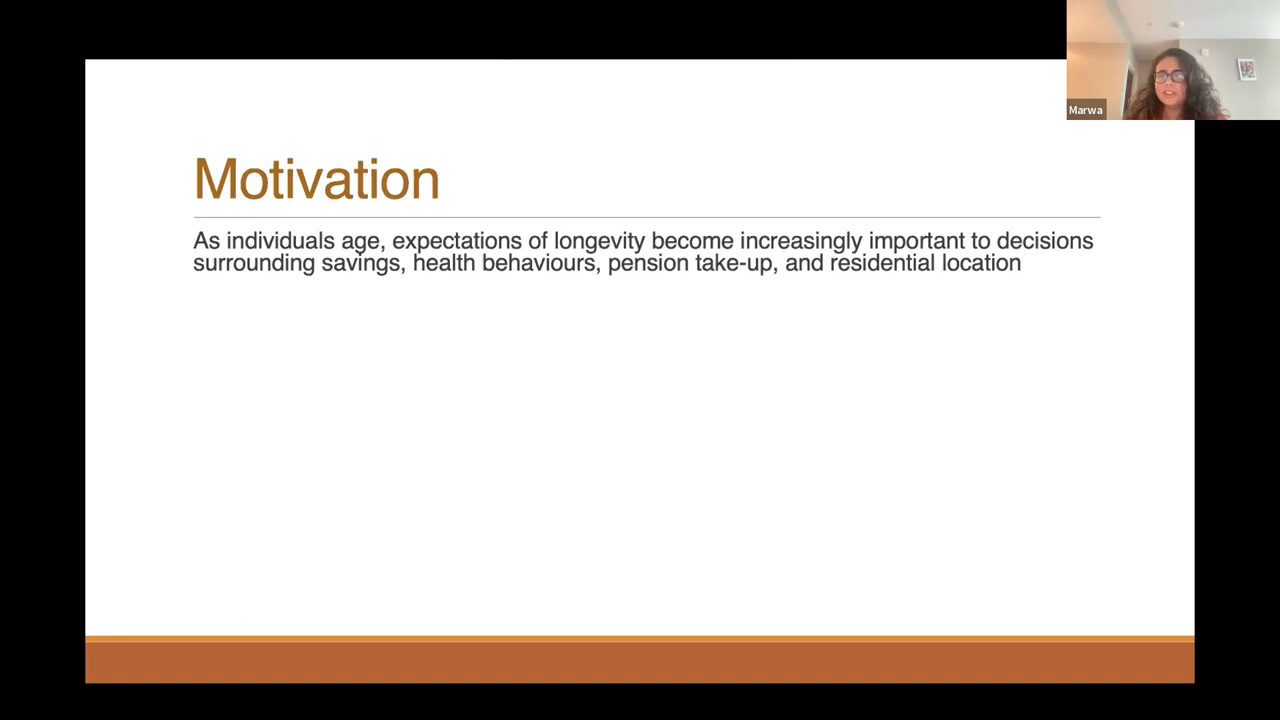 Marwa
Motivation
As individuals age, expectations of longevity become increasingly important to decisions
surrounding savings, health behaviours, pension take-up, and residential location